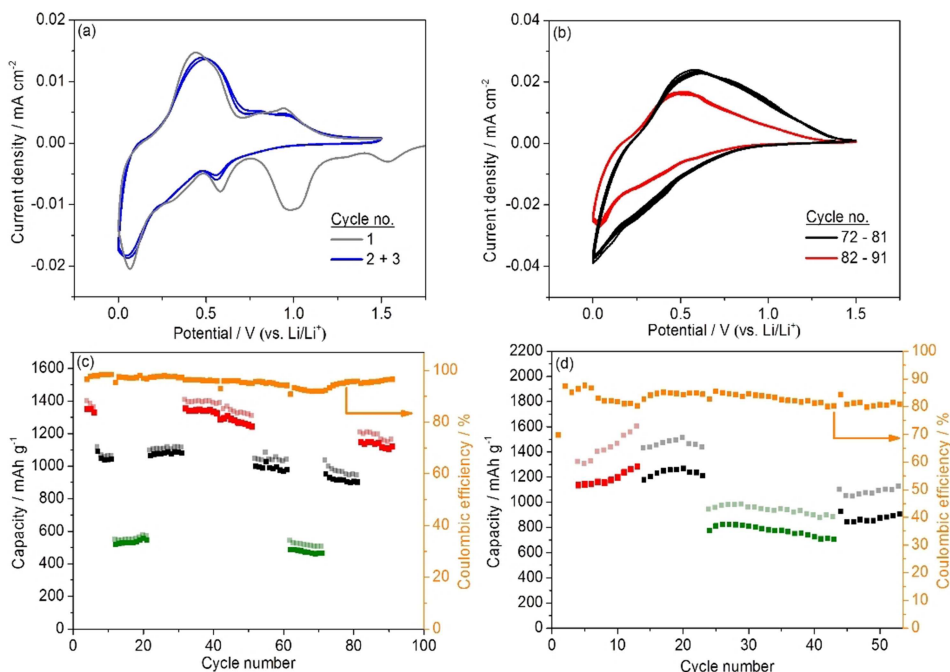 (a)
0.02
0.01
0.00
-0.01
-0.02
Current density / mA cm⁻²
Cycle no.
1
2 + 3
0.0 0.5 1.0 1.5
Potential / V (vs. Li/Li⁺)
(b)
0.04
0.02
0.00
-0.02
-0.04
Current density / mA cm⁻²
Cycle no.
72 - 81
82 - 91
0.0 0.5 1.0 1.5
Potential / V (vs. Li/Li⁺)
(c)
1600
1400
1200
1000
800
600
400
200
0
Capacity / mAh g⁻¹
100
80
60
40
20
0
Coulombic efficiency / %
0 20 40 60 80 100
Cycle number
(d)
2200
2000
1800
1600
1400
1200
1000
800
600
400
200
0
Capacity / mAh g⁻¹
100
90
80
70
60
50
40
30
20
10
0
Coulombic efficiency / %
0 10 20 30 40 50
Cycle number